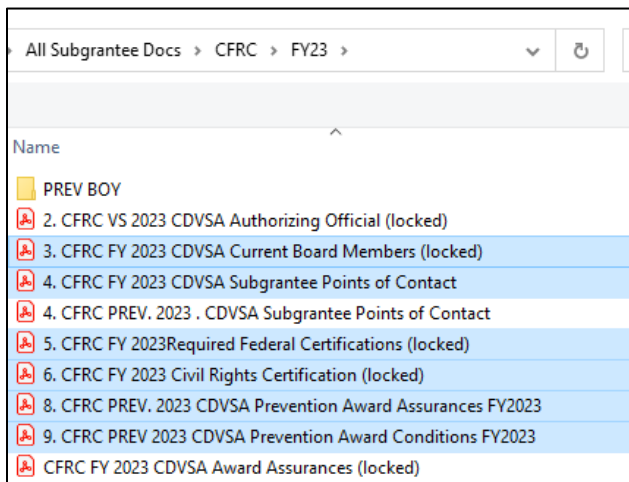 All Subgrantee Docs > CFRC > FY23 >
Name
PREV BOY
2. CFRC VS 2023 CDVSA Authorizing Official (locked)
3. CFRC FY 2023 CDVSA Current Board Members (locked)
4. CFRC FY 2023 CDVSA Subgrantee Points of Contact
4. CFRC PREV. 2023 . CDVSA Subgrantee Points of Contact
5. CFRC FY 2023Required Federal Certifications (locked)
6. CFRC FY 2023 Civil Rights Certification (locked)
8. CFRC PREV. 2023 CDVSA Prevention Award Assurances FY2023
9. CFRC PREV 2023 CDVSA Prevention Award Conditions FY2023
CFRC FY 2023 CDVSA Award Assurances (locked)